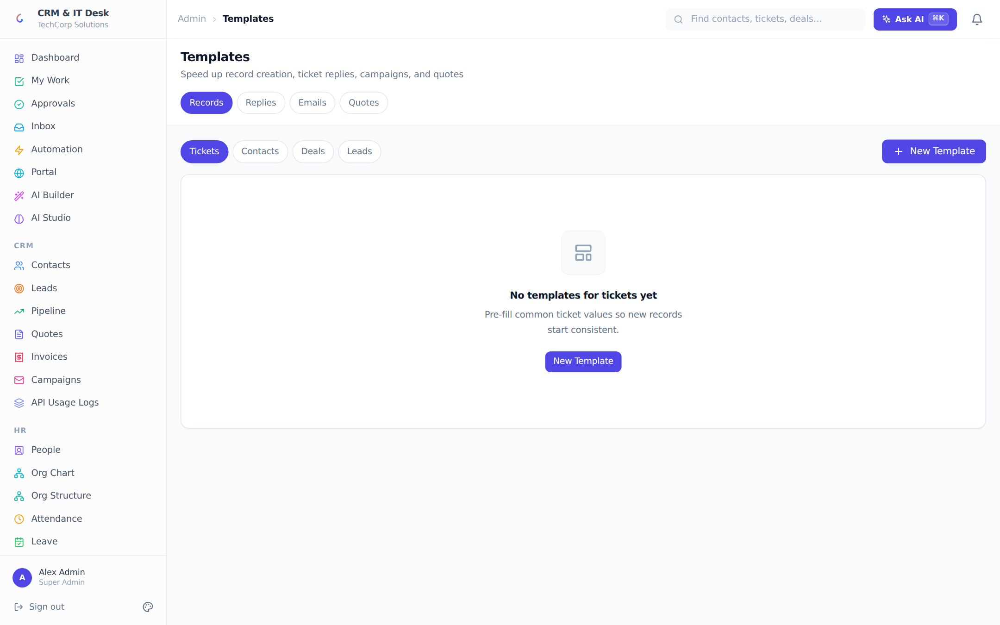 CRM & IT Desk
TechCorp Solutions
Dashboard
My Work
Approvals
Inbox
Automation
Portal
AI Builder
AI Studio
CRM
Contacts
Leads
Pipeline
Quotes
Invoices
Campaigns
API Usage Logs
HR
People
Org Chart
Org Structure
Attendance
Leave
A
Alex Admin
Super Admin
Sign out
Admin
Templates
Find contacts, tickets, deals...
Ask AI ⌘K
Templates
Speed up record creation, ticket replies, campaigns, and quotes
Records
Replies
Emails
Quotes
Tickets
Contacts
Deals
Leads
New Template
No templates for tickets yet
Pre-fill common ticket values so new records
start consistent.
New Template